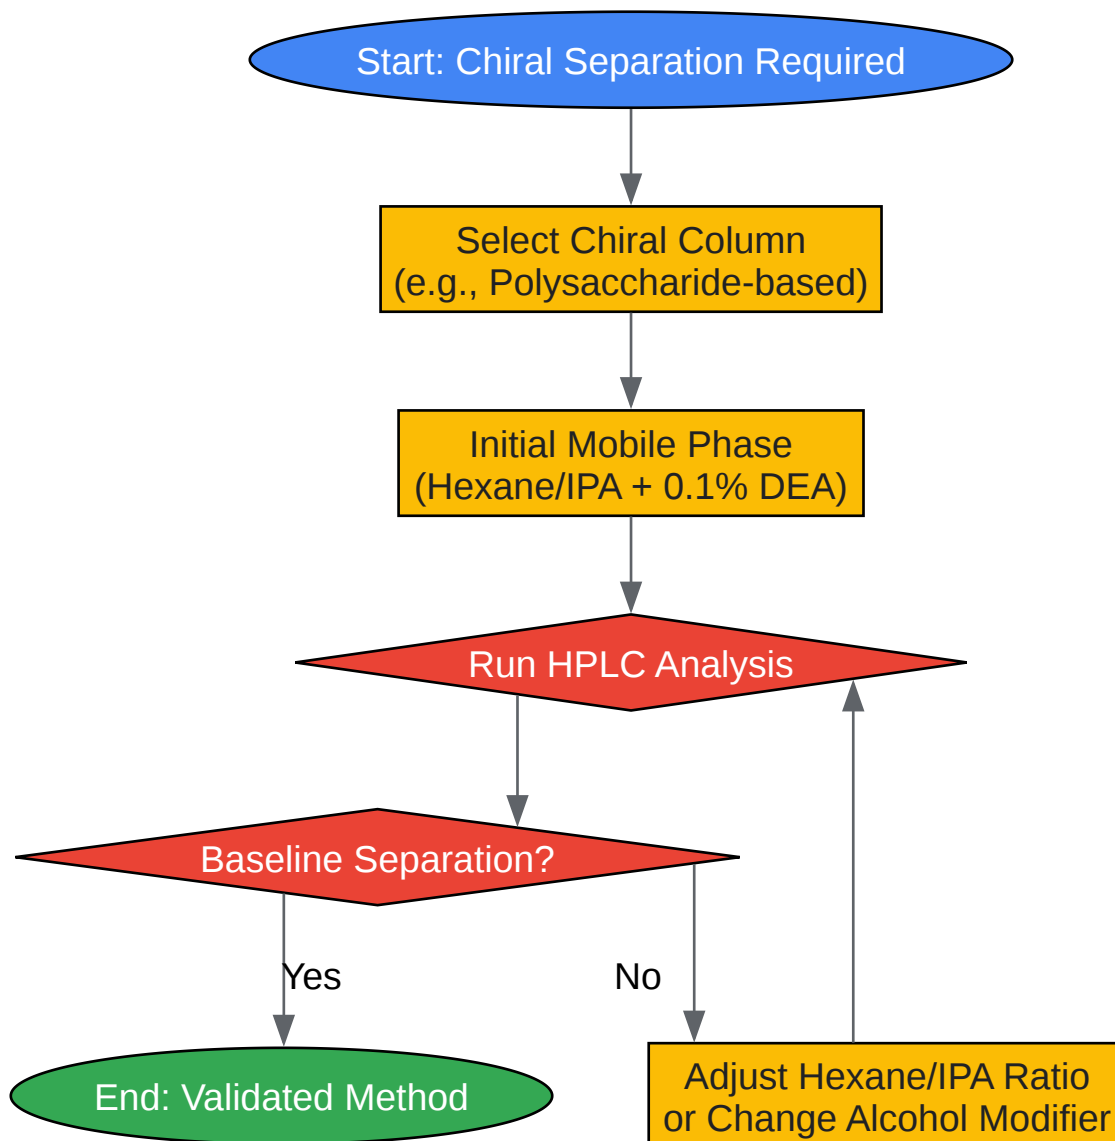 Start: Chiral Separation Required
Select Chiral Column
(e.g., Polysaccharide-based)
Initial Mobile Phase
(Hexane/IPA + 0.1% DEA)
Run HPLC Analysis
Baseline Separation?
Yes
No
End: Validated Method
Adjust Hexane/IPA Ratio
or Change Alcohol Modifier